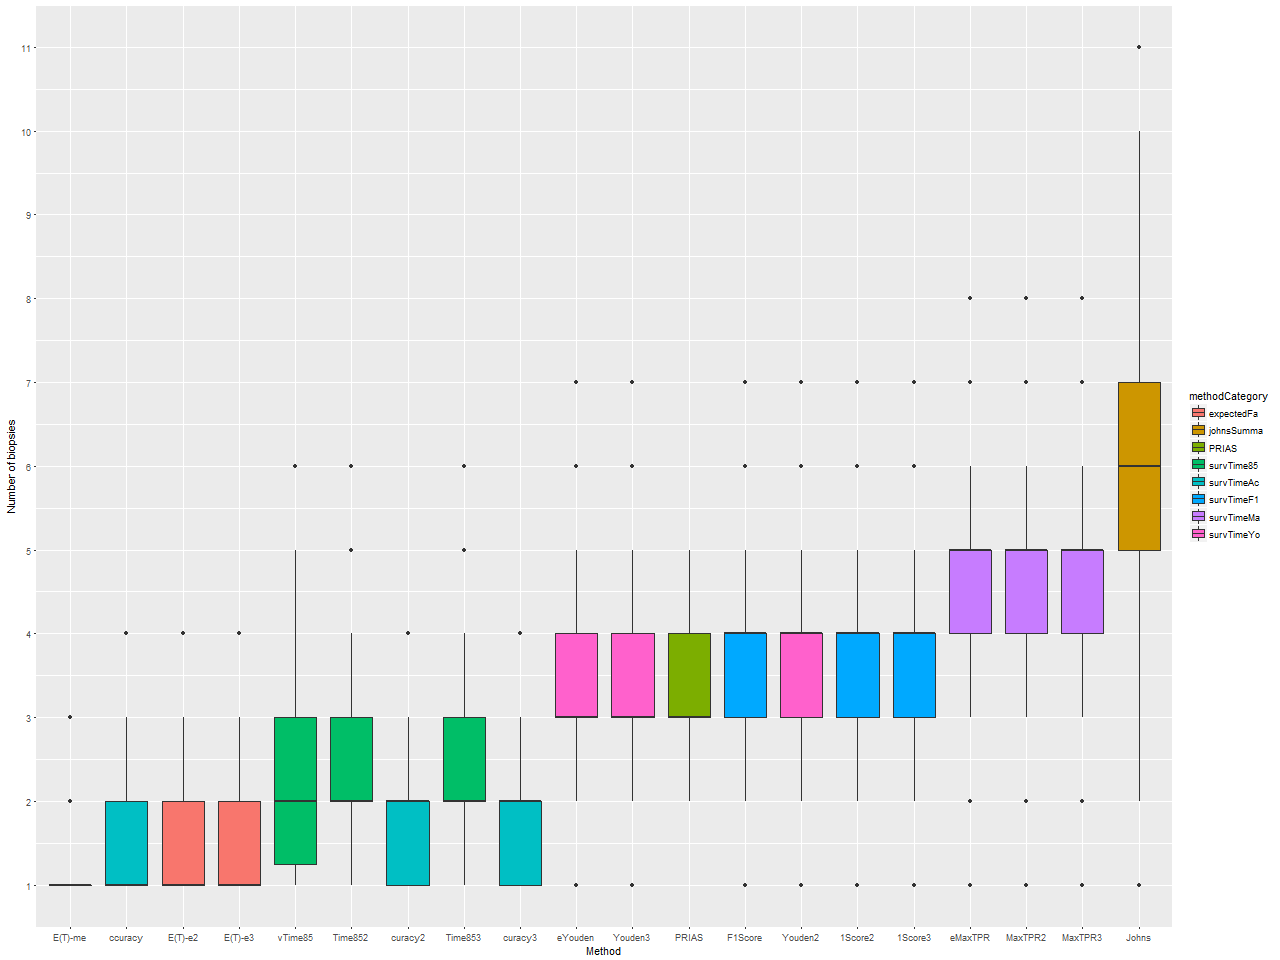 11
10
9
8
7
6
5
4
3
2
1
Number of biopsies
E(T)-me ccuracy E(T)-e2 E(T)-e3 vTime85 Time852 curacy2 Time853 curacy3 eYouden Youden3 PRIAS F1Score Youden2 1Score2 1Score3 eMaxTPR MaxTPR2 MaxTPR3 Johns
Method
methodCategory
expectedFa
johnsSumma
PRIAS
survTime85
survTimeAc
survTimeF1
survTimeMa
survTimeYo